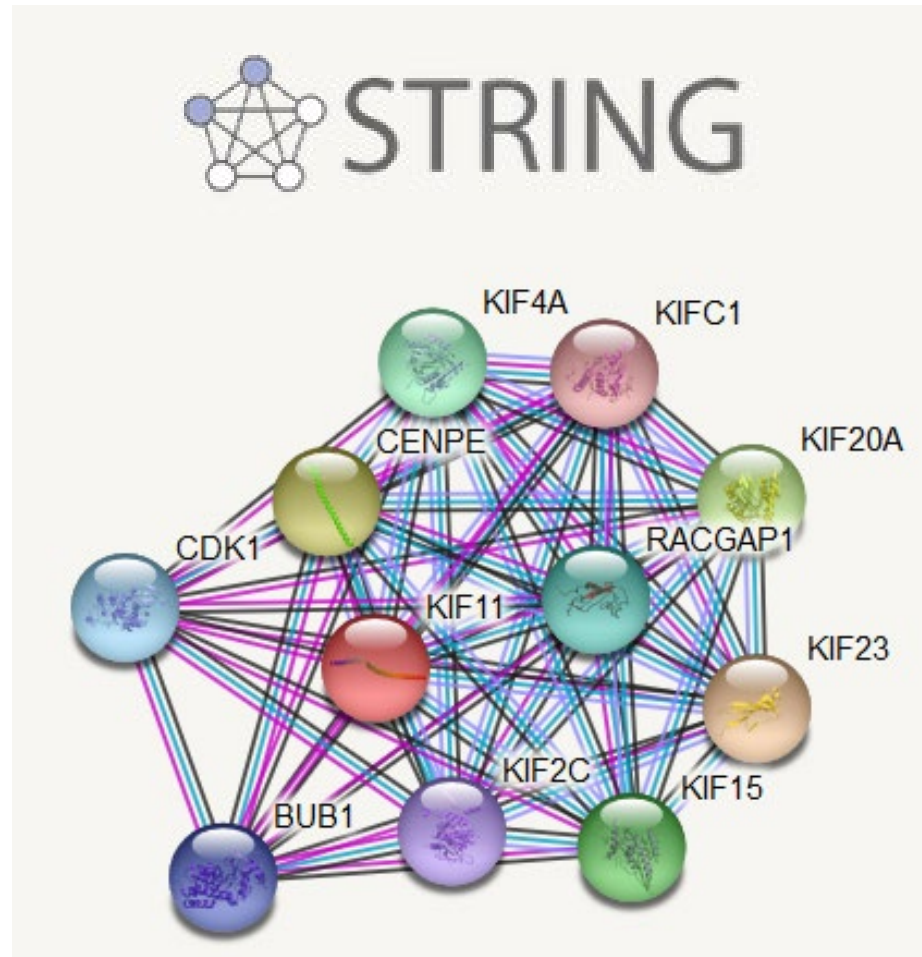 STRING
KIF4A
KIFC1
CENPE
KIF20A
CDK1
RACGAP1
KIF11
KIF23
KIF2C
KIF15
BUB1